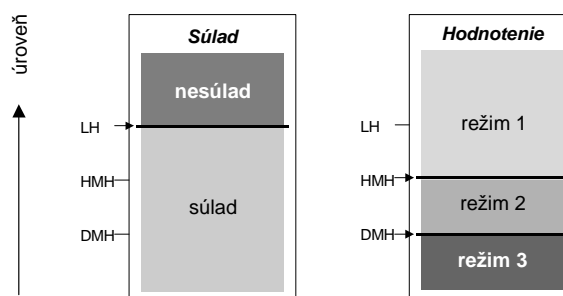 úroveň
Súlad
nesúlad
LH
HMH
súlad
DMH
Hodnotenie
LH
režim 1
HMH
režim 2
DMH
režim 3